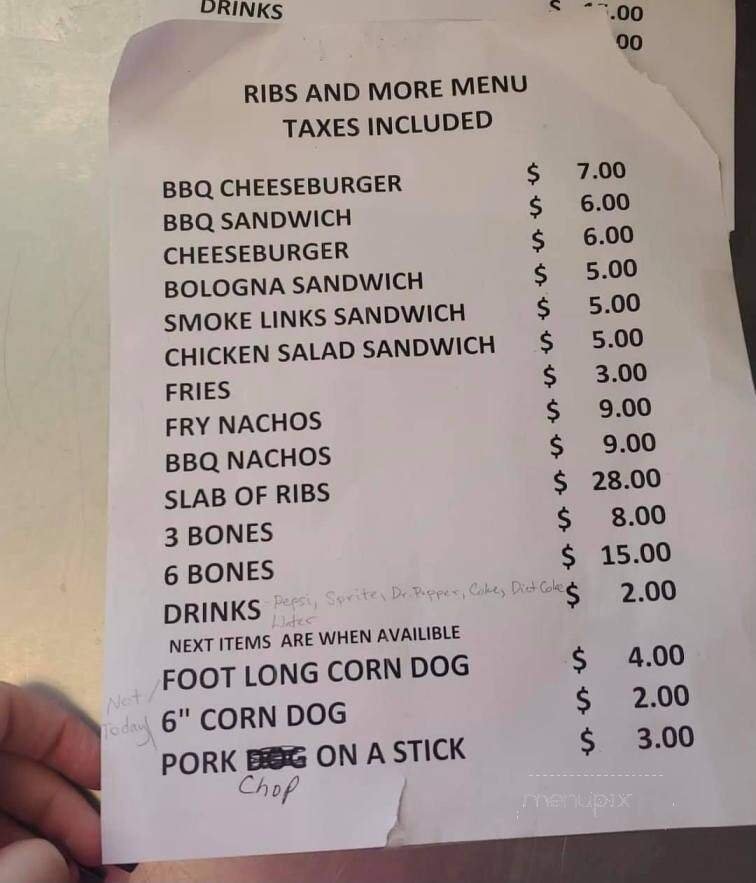 DRINKS $ .00
00
RIBS AND MORE MENU
TAXES INCLUDED
BBQ CHEESEBURGER $ 7.00
BBQ SANDWICH $ 6.00
CHEESEBURGER $ 6.00
BOLOGNA SANDWICH $ 5.00
SMOKE LINKS SANDWICH $ 5.00
CHICKEN SALAD SANDWICH $ 5.00
FRIES $ 3.00
FRY NACHOS $ 9.00
BBQ NACHOS $ 9.00
SLAB OF RIBS $ 28.00
3 BONES $ 8.00
6 BONES $ 15.00
DRINKS - Pepsi, Sprite, Dr. Pepper, Coke, Diet Coke $ 2.00
Water
NEXT ITEMS ARE WHEN AVAILIBLE
FOOT LONG CORN DOG $ 4.00
Not Today
6" CORN DOG $ 2.00
PORK DOG ON A STICK $ 3.00
Chop
menupix